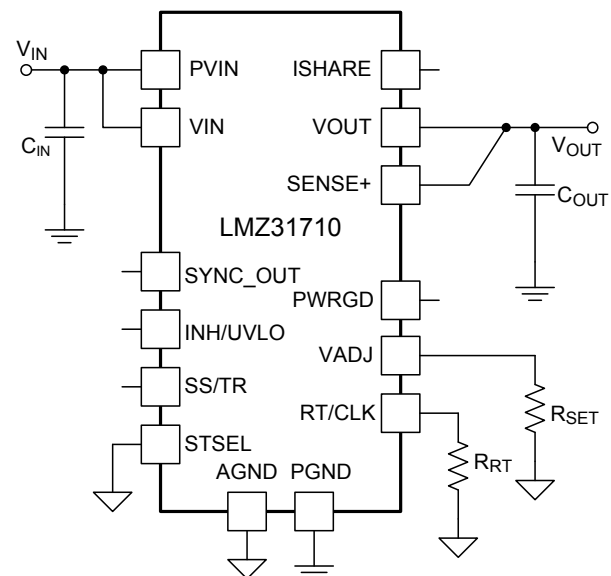 VIN
PVIN
ISHARE
VIN
VOUT
VOUT
CIN
SENSE+
COUT
LMZ31710
SYNC_OUT
PWRGD
INH/UVLO
VADJ
SS/TR
RT/CLK
RSET
STSEL
AGND
PGND
RRT